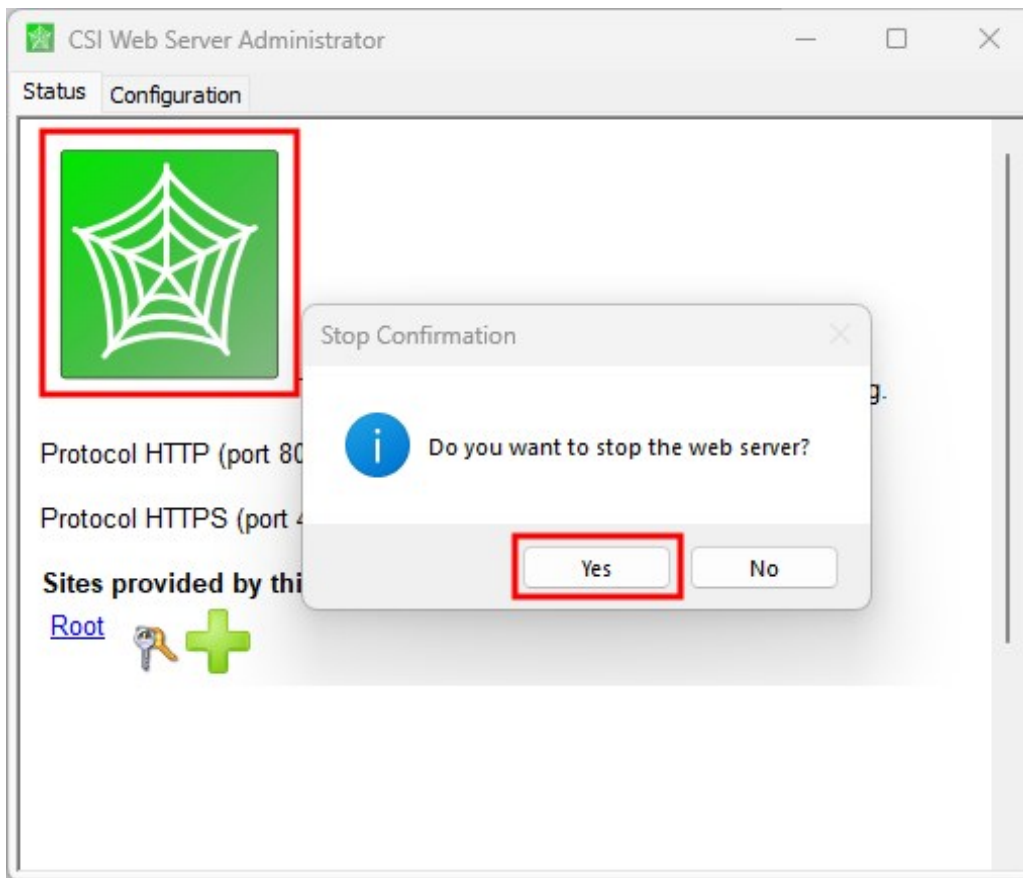 CSI Web Server Administrator
Status Configuration
Stop Confirmation
g.
Do you want to stop the web server?
Protocol HTTP (port 80
Protocol HTTPS (port 4
Yes No
Sites provided by thi
Root